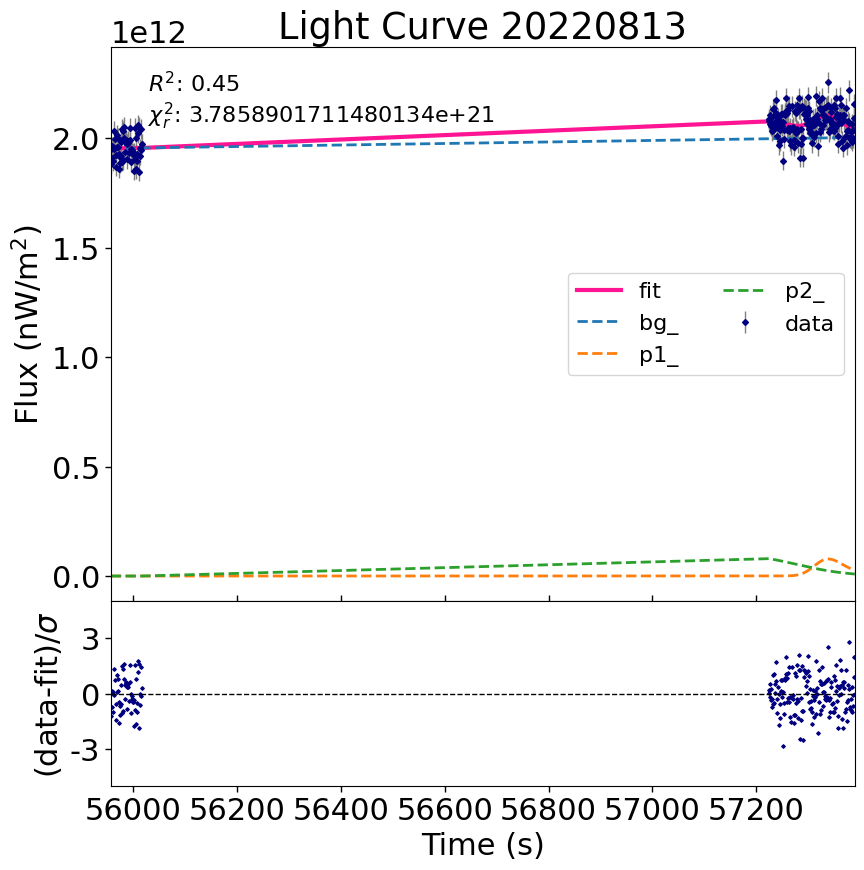 Light Curve 20220813
1e12
R²: 0.45
χ²ᵣ: 3.7858901711480134e+21
2.0
1.5
1.0
0.5
0.0
Flux (nW/m²)
fit
bg_
p1_
p2_
data
3
0
-3
(data-fit)/σ
56000 56200 56400 56600 56800 57000 57200
Time (s)